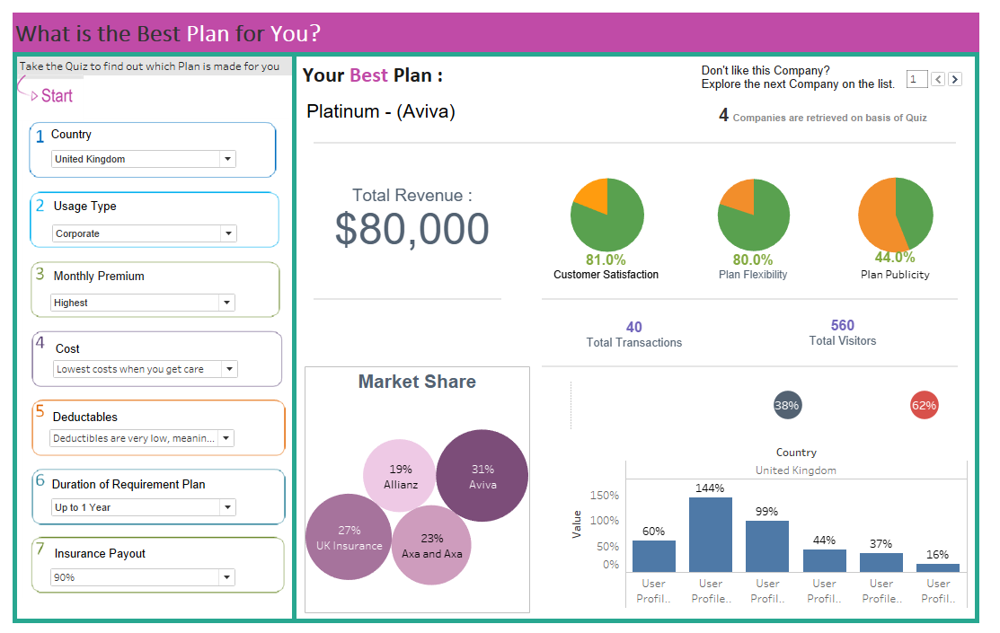 What is the Best Plan for You?
Take the Quiz to find out which Plan is made for you
Start
1 Country
United Kingdom
2 Usage Type
Corporate
3 Monthly Premium
Highest
4 Cost
Lowest costs when you get care
5 Deductables
Deductibles are very low, meanin...
6 Duration of Requirement Plan
Up to 1 Year
7 Insurance Payout
90%
Your Best Plan :
Platinum - (Aviva)
Don't like this Company?
Explore the next Company on the list.
1
4 Companies are retrieved on basis of Quiz
Total Revenue :
$80,000
81.0%
Customer Satisfaction
80.0%
Plan Flexibility
44.0%
Plan Publicity
40
Total Transactions
560
Total Visitors
Market Share
19%
Allianz
31%
Aviva
27%
UK Insurance
23%
Axa and Axa
38%
62%
Country
United Kingdom
Value
150%
100%
50%
0%
60%
144%
99%
44%
37%
16%
User
Profil..
User
Profile..
User
Profil..
User
Profil..
User
Profile..
User
Profil..